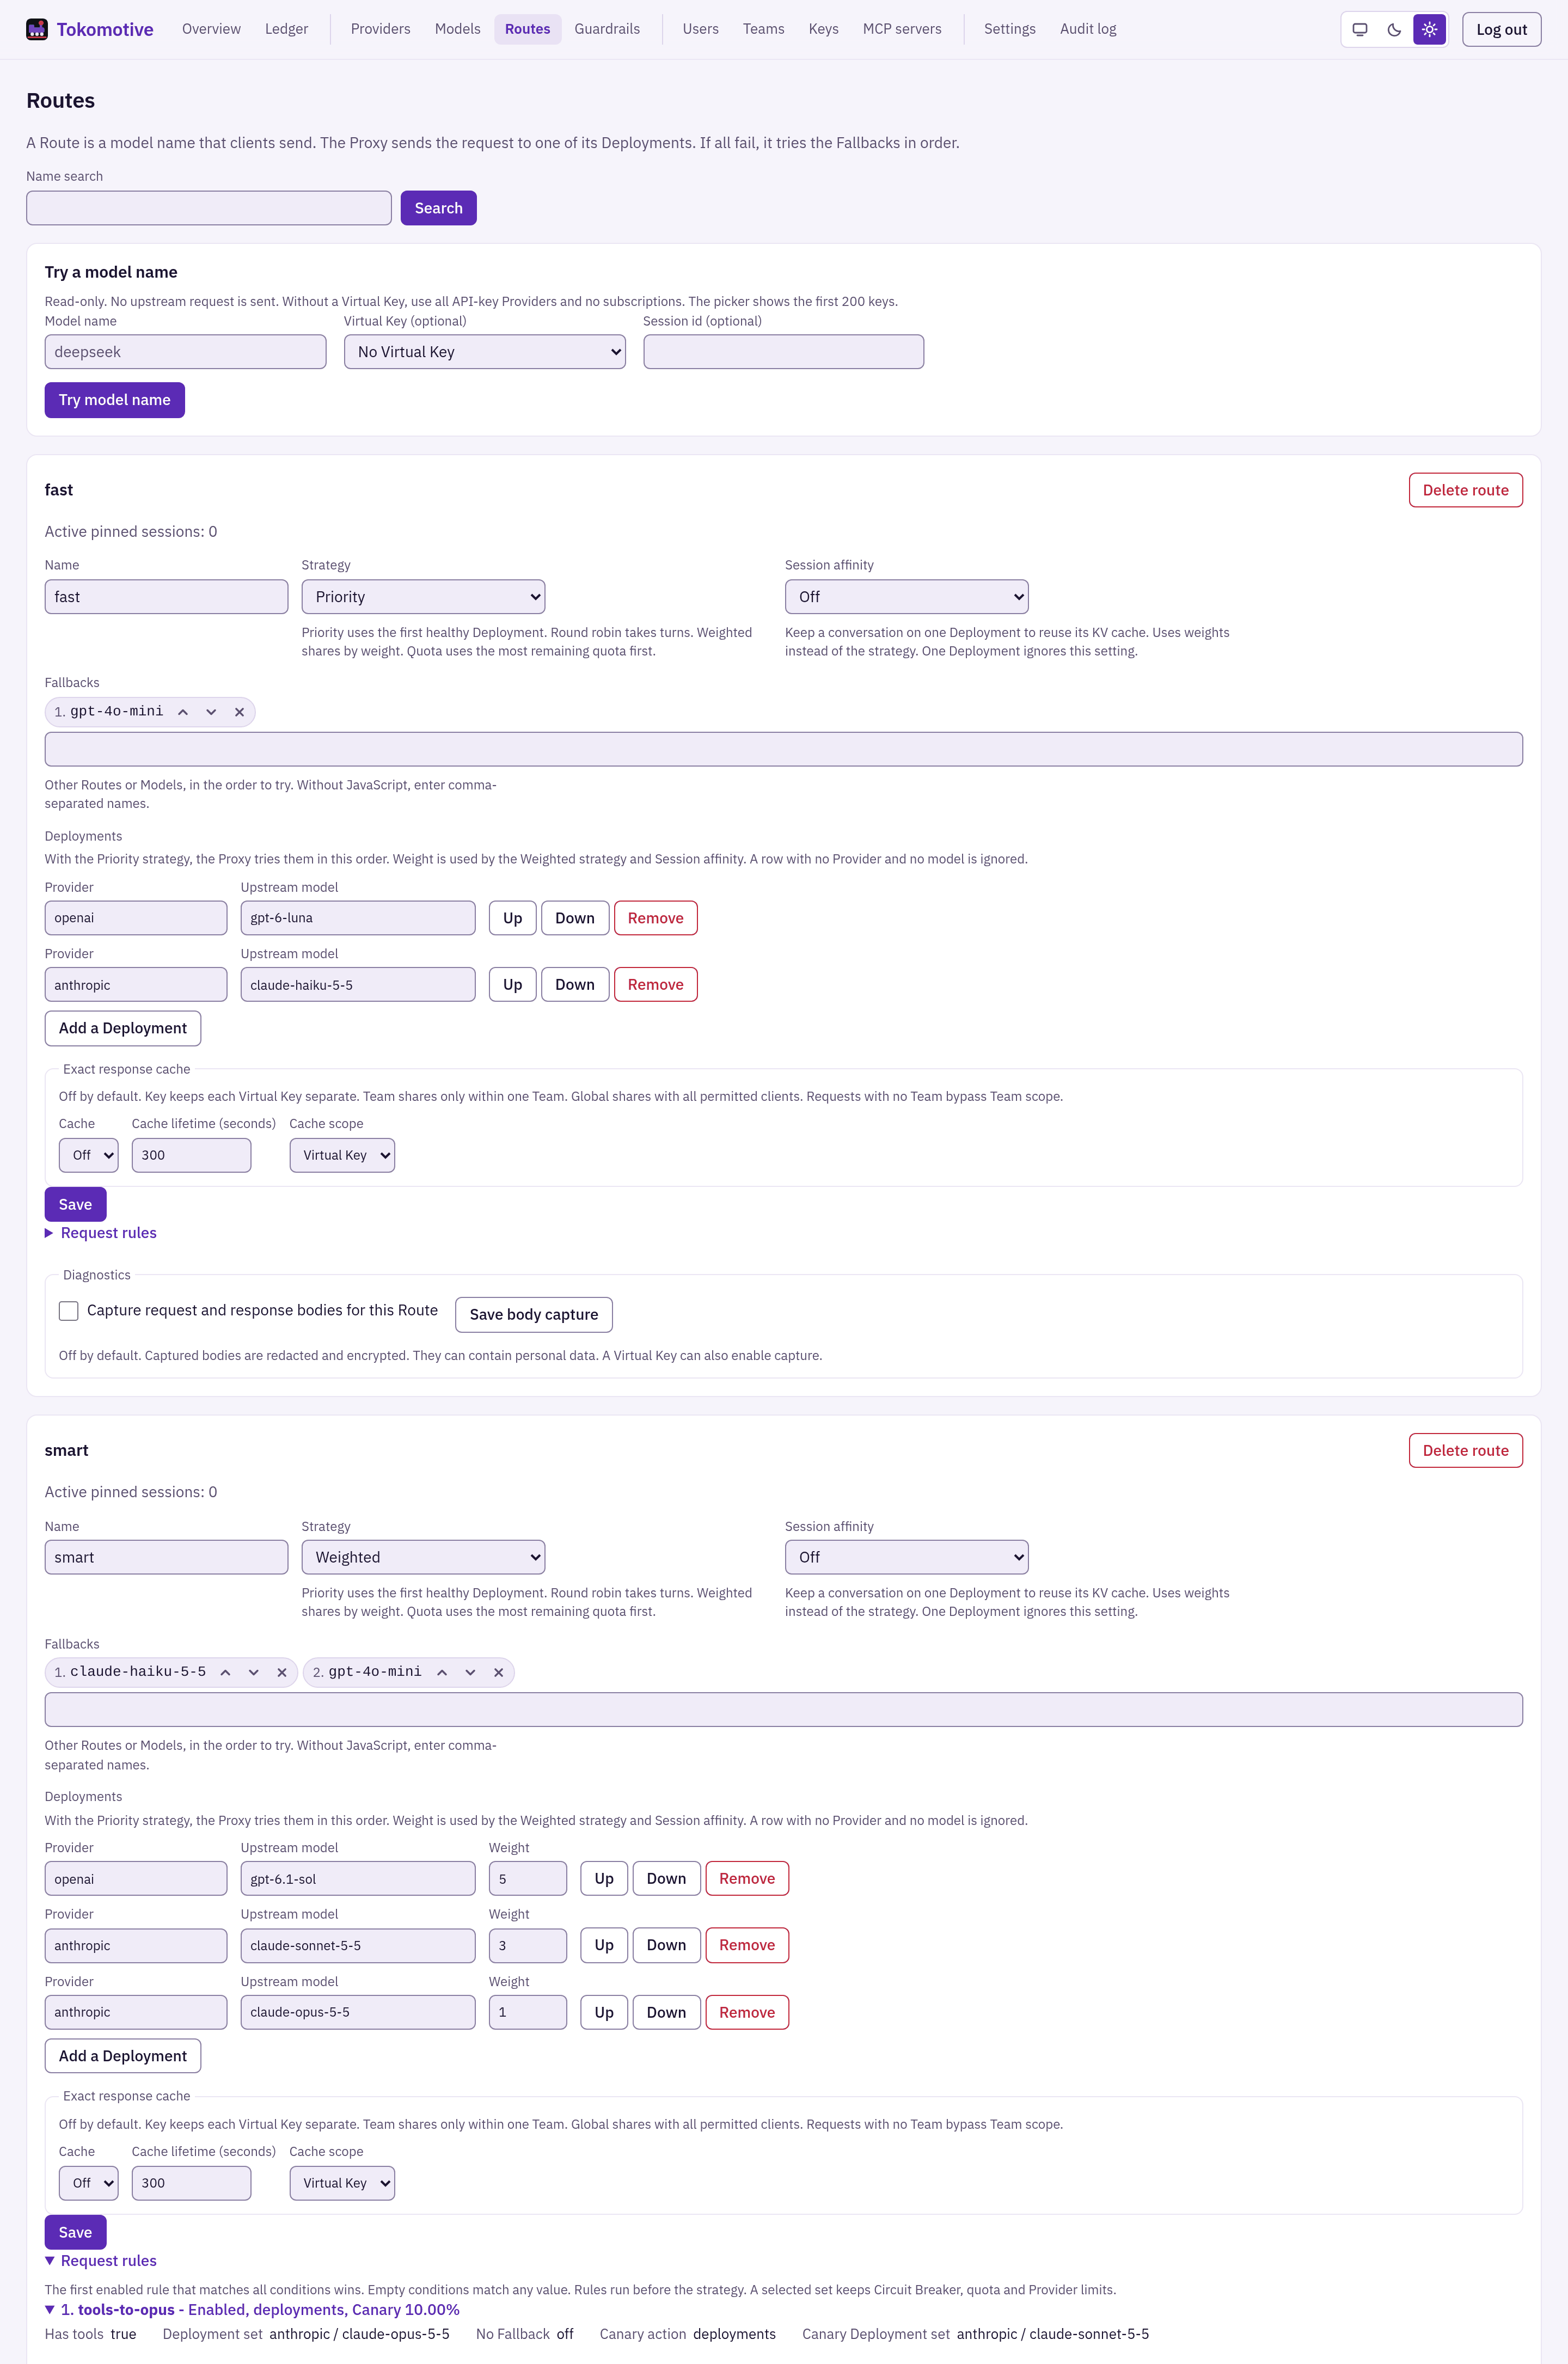 Tokomotive Overview Ledger Providers Models Routes Guardrails Users Teams Keys MCP servers Settings Audit log Log out
Routes
A Route is a model name that clients send. The Proxy sends the request to one of its Deployments. If all fail, it tries the Fallbacks in order.
Name search
Search
Try a model name
Read-only. No upstream request is sent. Without a Virtual Key, use all API-key Providers and no subscriptions. The picker shows the first 200 keys.
Model name Virtual Key (optional) Session id (optional)
deepseek No Virtual Key
Try model name
fast Delete route
Active pinned sessions: 0
Name Strategy Session affinity
fast Priority Off
Priority uses the first healthy Deployment. Round robin takes turns. Weighted Keep a conversation on one Deployment to reuse its KV cache. Uses weights
shares by weight. Quota uses the most remaining quota first. instead of the strategy. One Deployment ignores this setting.
Fallbacks
1. gpt-4o-mini
Other Routes or Models, in the order to try. Without JavaScript, enter comma-
separated names.
Deployments
With the Priority strategy, the Proxy tries them in this order. Weight is used by the Weighted strategy and Session affinity. A row with no Provider and no model is ignored.
Provider Upstream model
openai gpt-6-luna Up Down Remove
Provider Upstream model
anthropic claude-haiku-5-5 Up Down Remove
Add a Deployment
Exact response cache
Off by default. Key keeps each Virtual Key separate. Team shares only within one Team. Global shares with all permitted clients. Requests with no Team bypass Team scope.
Cache Cache lifetime (seconds) Cache scope
Off 300 Virtual Key
Save
Request rules
Diagnostics
Capture request and response bodies for this Route Save body capture
Off by default. Captured bodies are redacted and encrypted. They can contain personal data. A Virtual Key can also enable capture.
smart Delete route
Active pinned sessions: 0
Name Strategy Session affinity
smart Weighted Off
Priority uses the first healthy Deployment. Round robin takes turns. Weighted Keep a conversation on one Deployment to reuse its KV cache. Uses weights
shares by weight. Quota uses the most remaining quota first. instead of the strategy. One Deployment ignores this setting.
Fallbacks
1. claude-haiku-5-5 2. gpt-4o-mini
Other Routes or Models, in the order to try. Without JavaScript, enter comma-
separated names.
Deployments
With the Priority strategy, the Proxy tries them in this order. Weight is used by the Weighted strategy and Session affinity. A row with no Provider and no model is ignored.
Provider Upstream model Weight
openai gpt-6.1-sol 5 Up Down Remove
Provider Upstream model Weight
anthropic claude-sonnet-5-5 3 Up Down Remove
Provider Upstream model Weight
anthropic claude-opus-5-5 1 Up Down Remove
Add a Deployment
Exact response cache
Off by default. Key keeps each Virtual Key separate. Team shares only within one Team. Global shares with all permitted clients. Requests with no Team bypass Team scope.
Cache Cache lifetime (seconds) Cache scope
Off 300 Virtual Key
Save
Request rules
The first enabled rule that matches all conditions wins. Empty conditions match any value. Rules run before the strategy. A selected set keeps Circuit Breaker, quota and Provider limits.
1. tools-to-opus - Enabled, deployments, Canary 10.00%
Has tools true Deployment set anthropic / claude-opus-5-5 No Fallback off Canary action deployments Canary Deployment set anthropic / claude-sonnet-5-5